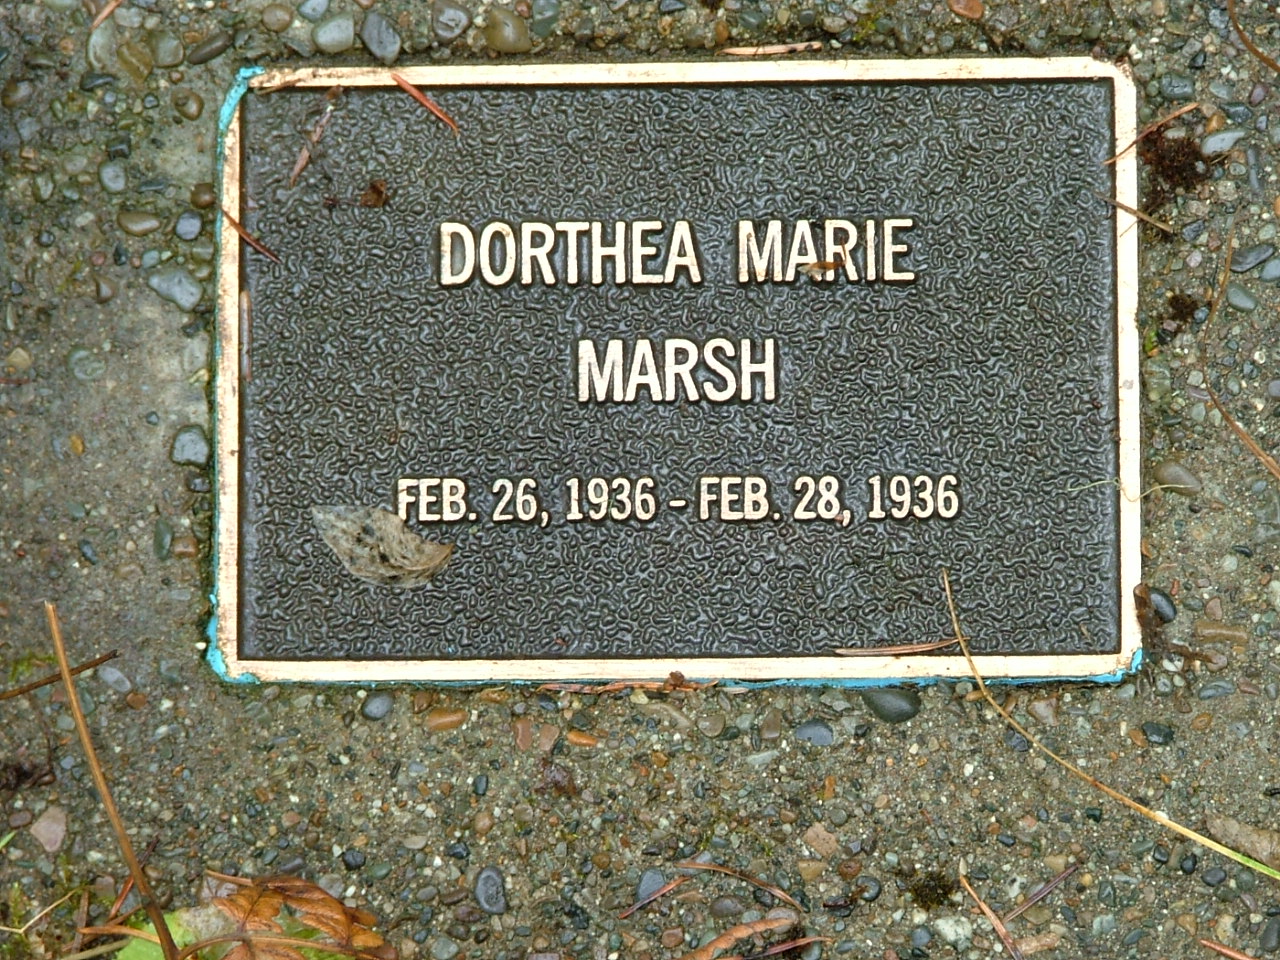 DORTHEA MARIE
MARSH
FEB. 26, 1936 - FEB. 28, 1936